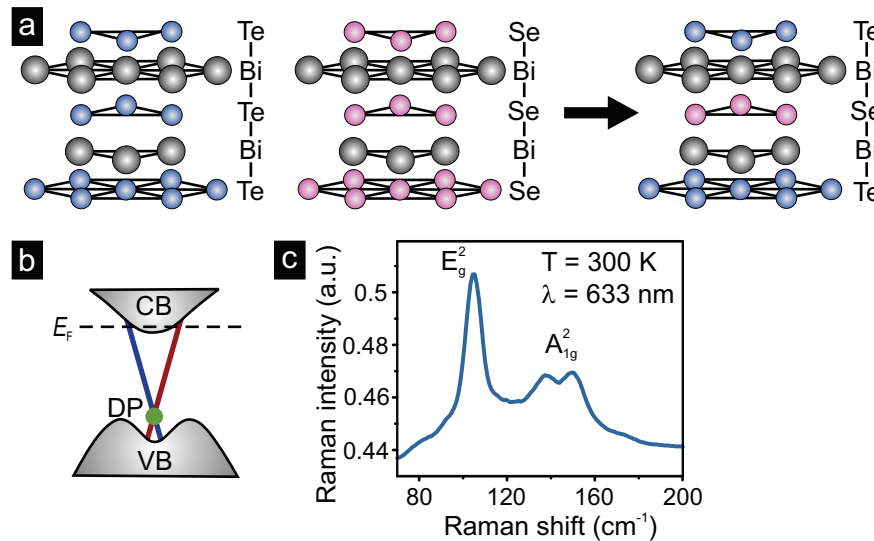 a
Te
Bi
Te
Bi
Te
Se
Bi
Se
Bi
Se
Te
Bi
Se
Bi
Te
b
CB
E_F
DP
VB
c
E_g^2
T = 300 K
λ = 633 nm
A_{1g}^2
Raman intensity (a.u.)
0.5
0.48
0.46
0.44
80
120
160
200
Raman shift (cm^{-1})